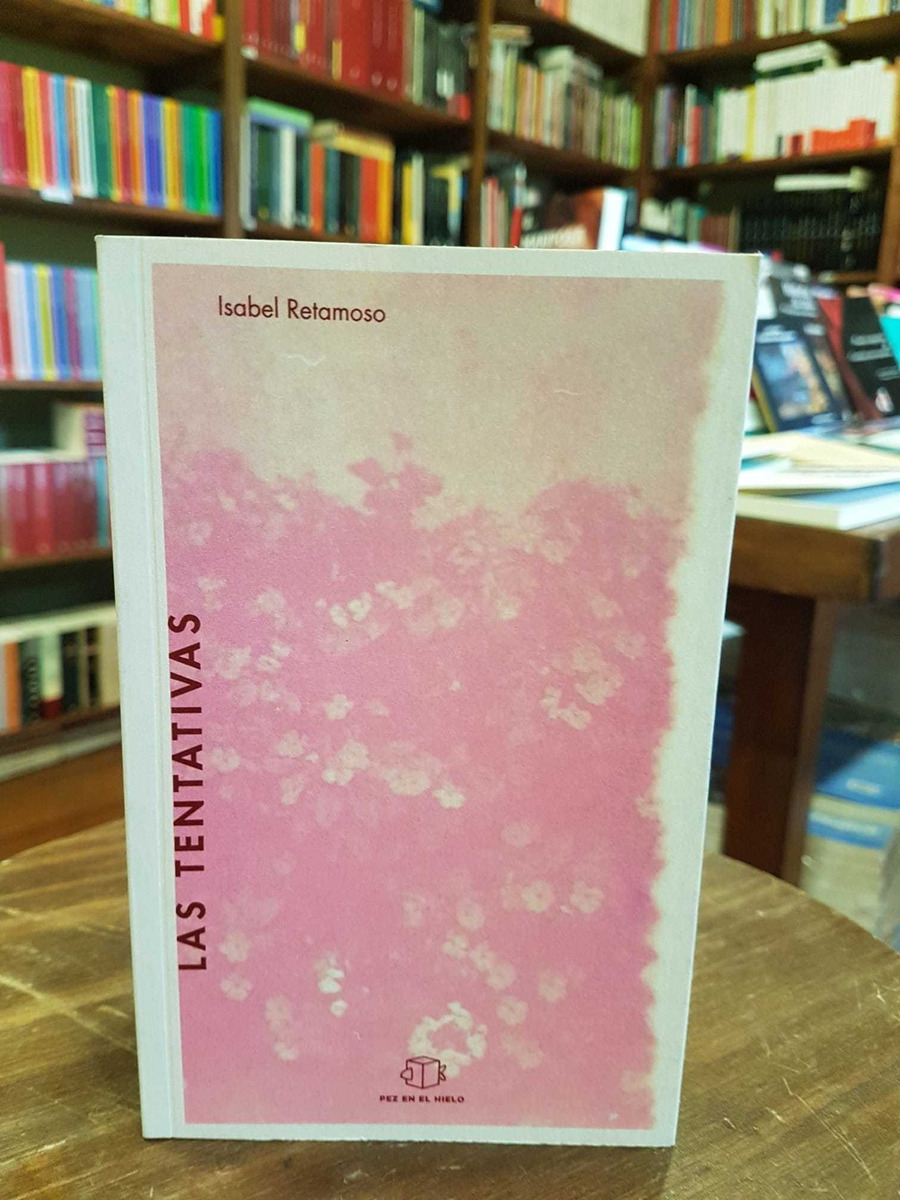 Isabel Retamoso
LAS TENTATIVAS
PEZ EN EL HIELO